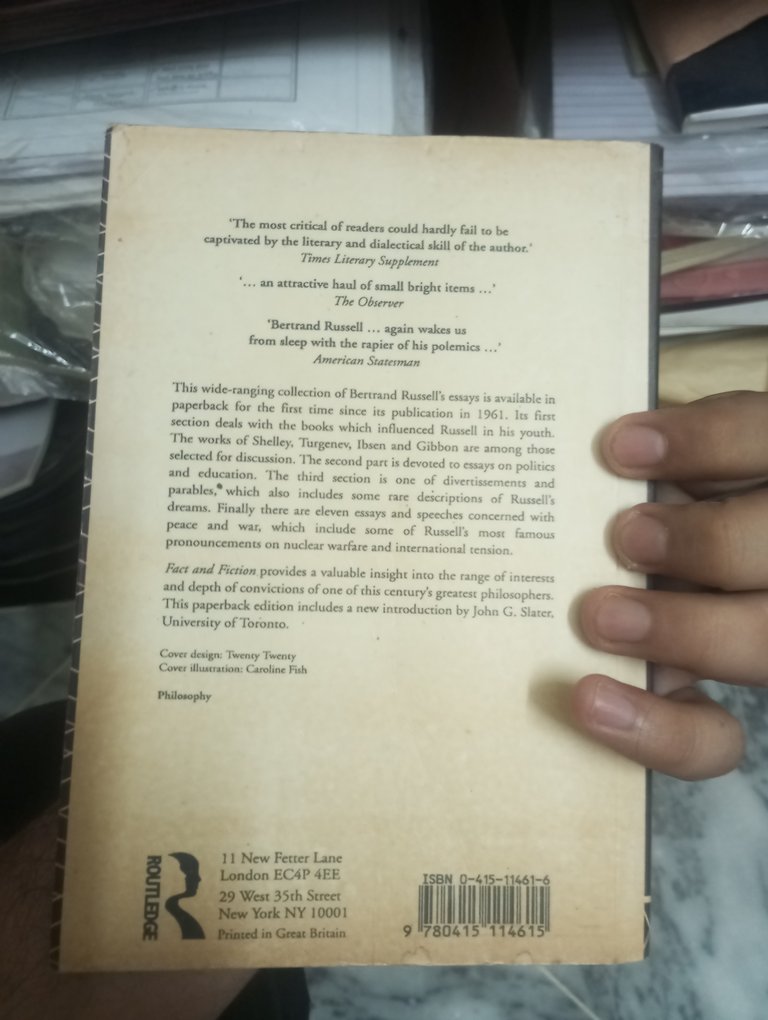 'The most critical of readers could hardly fail to be
captivated by the literary and dialectical skill of the author.'
Times Literary Supplement
'... an attractive haul of small bright items ...'
The Observer
'Bertrand Russell ... again wakes us
from sleep with the rapier of his polemics ...'
American Statesman
This wide-ranging collection of Bertrand Russell's essays is available in
paperback for the first time since its publication in 1961. Its first
section deals with the books which influenced Russell in his youth.
The works of Shelley, Turgenev, Ibsen and Gibbon are among those
selected for discussion. The second part is devoted to essays on politics
and education. The third section is one of divertissements and
parables, which also includes some rare descriptions of Russell's
dreams. Finally there are eleven essays and speeches concerned with
peace and war, which include some of Russell's most famous
pronouncements on nuclear warfare and international tension.
Fact and Fiction provides a valuable insight into the range of interests
and depth of convictions of one of this century's greatest philosophers.
This paperback edition includes a new introduction by John G. Slater,
University of Toronto.
Cover design: Twenty Twenty
Cover illustration: Caroline Fish
Philosophy
ROUTLEDGE
11 New Fetter Lane
London EC4P 4EE
29 West 35th Street
New York NY 10001
Printed in Great Britain
ISBN 0-415-11461-6
9 780415 114615